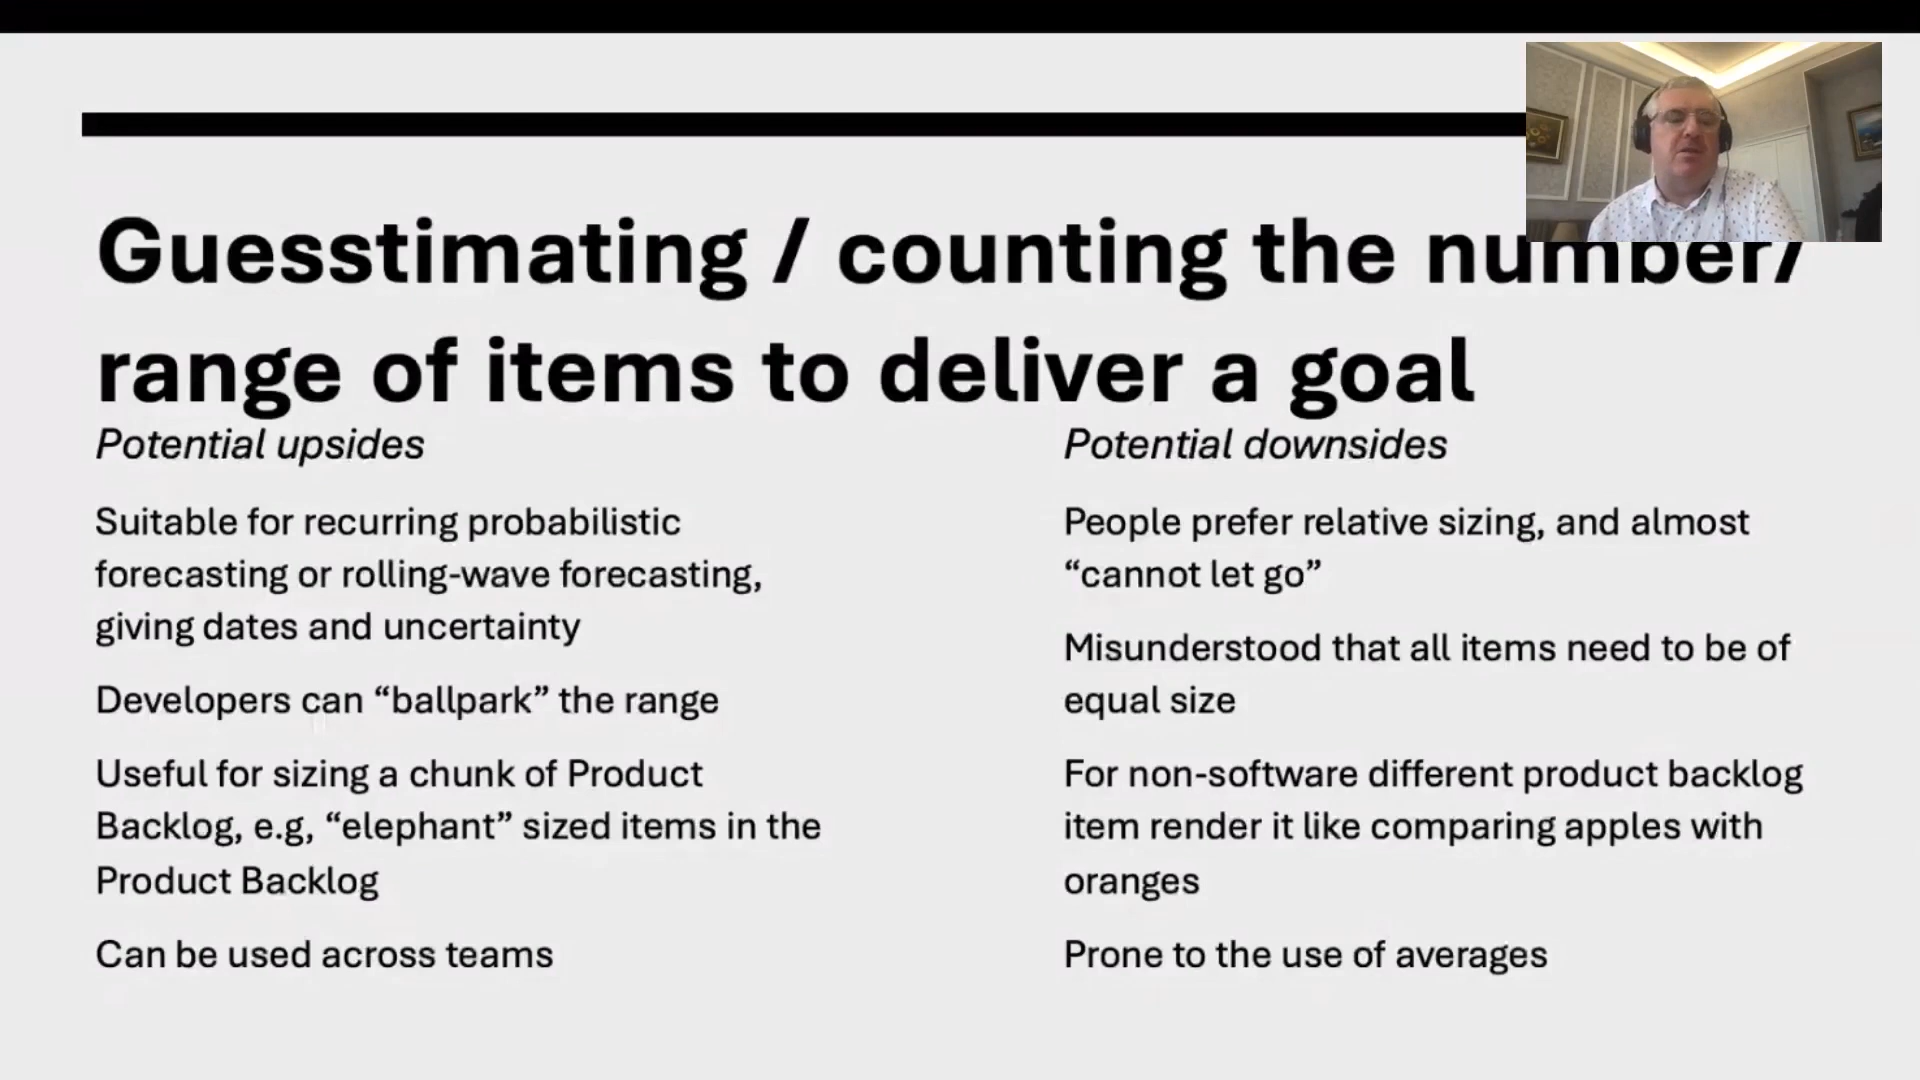 Guesstimating / counting the number/
range of items to deliver a goal
Potential upsides
Suitable for recurring probabilistic
forecasting or rolling-wave forecasting,
giving dates and uncertainty
Developers can “ballpark” the range
Useful for sizing a chunk of Product
Backlog, e.g, “elephant” sized items in the
Product Backlog
Can be used across teams
Potential downsides
People prefer relative sizing, and almost
“cannot let go”
Misunderstood that all items need to be of
equal size
For non-software different product backlog
item render it like comparing apples with
oranges
Prone to the use of averages